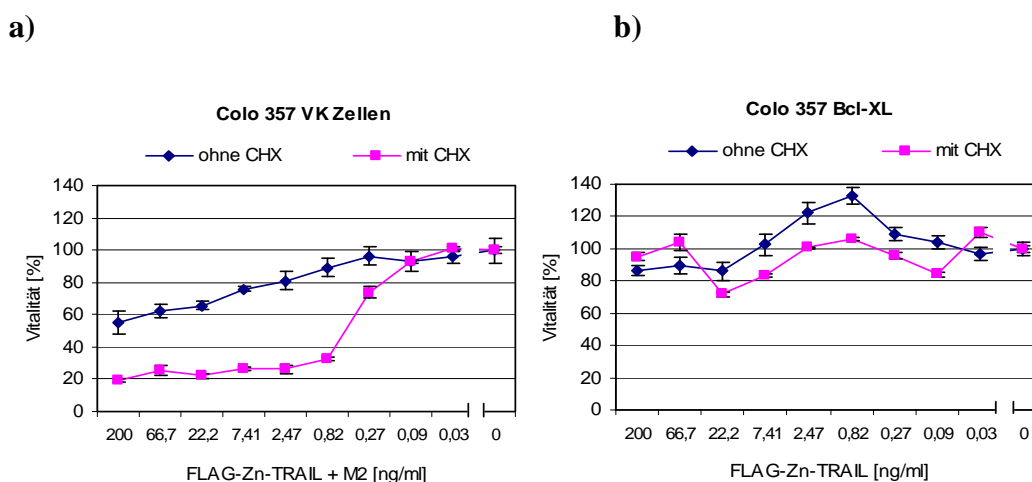 a)
b)
Colo 357 VK Zellen
ohne CHX
mit CHX
Vitalität [%]
140
120
100
80
60
40
20
0
200 66,7 22,2 7,41 2,47 0,82 0,27 0,09 0,03 0
FLAG-Zn-TRAIL + M2 [ng/ml]
Colo 357 Bcl-XL
ohne CHX
mit CHX
Vitalität [%]
140
120
100
80
60
40
20
0
200 66,7 22,2 7,41 2,47 0,82 0,27 0,09 0,03 0
FLAG-Zn-TRAIL [ng/ml]